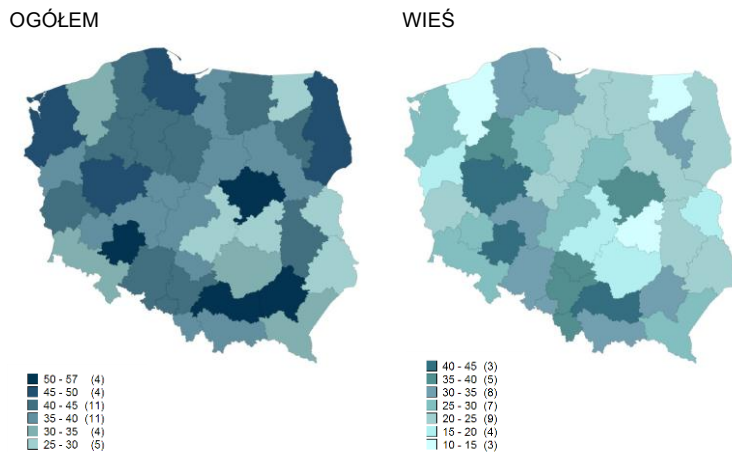 OGÓŁEM
WIEŚ
50 - 57 (4)
45 - 50 (4)
40 - 45 (11)
35 - 40 (11)
30 - 35 (4)
25 - 30 (5)
40 - 45 (3)
35 - 40 (5)
30 - 35 (8)
25 - 30 (7)
20 - 25 (9)
15 - 20 (4)
10 - 15 (3)